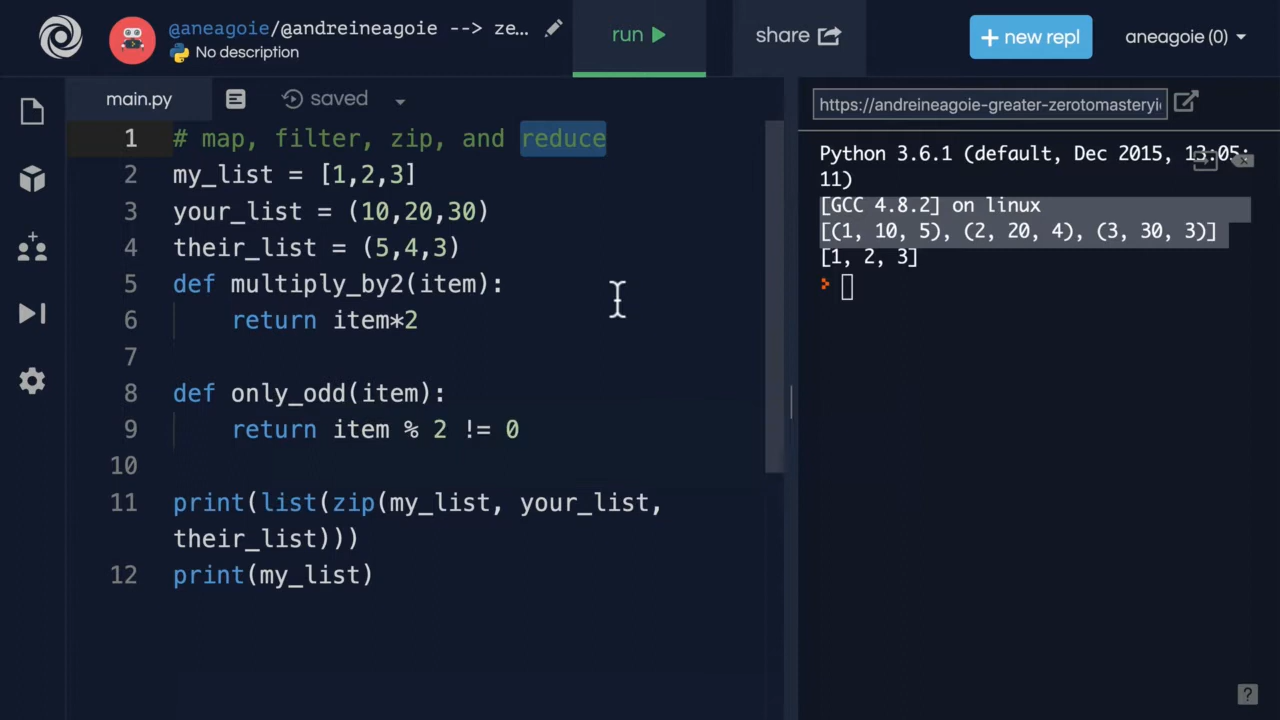 @aneagoie/@andreineagoie --> ze...
No description
run
share
+ new repl
aneagoie (0)
main.py
saved
1 # map, filter, zip, and reduce
2 my_list = [1,2,3]
3 your_list = (10,20,30)
4 their_list = (5,4,3)
5 def multiply_by2(item):
6 return item*2
7
8 def only_odd(item):
9 return item % 2 != 0
10
11 print(list(zip(my_list, your_list,
their_list)))
12 print(my_list)
https://andreineagoie-greater-zerotomasteryi
Python 3.6.1 (default, Dec 2015, 13:05:
11)
[GCC 4.8.2] on linux
[(1, 10, 5), (2, 20, 4), (3, 30, 3)]
[1, 2, 3]
?